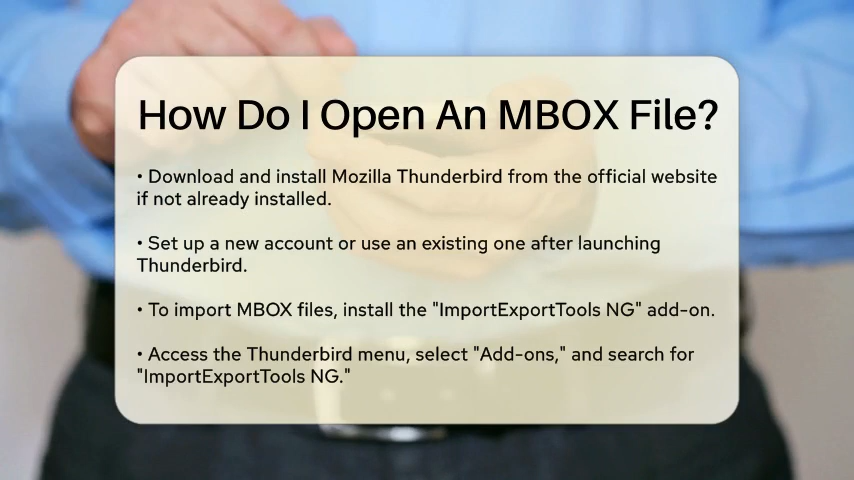 How Do I Open An MBOX File?
• Download and install Mozilla Thunderbird from the official website
if not already installed.
• Set up a new account or use an existing one after launching
Thunderbird.
• To import MBOX files, install the "ImportExportTools NG" add-on.
• Access the Thunderbird menu, select "Add-ons," and search for
"ImportExportTools NG."